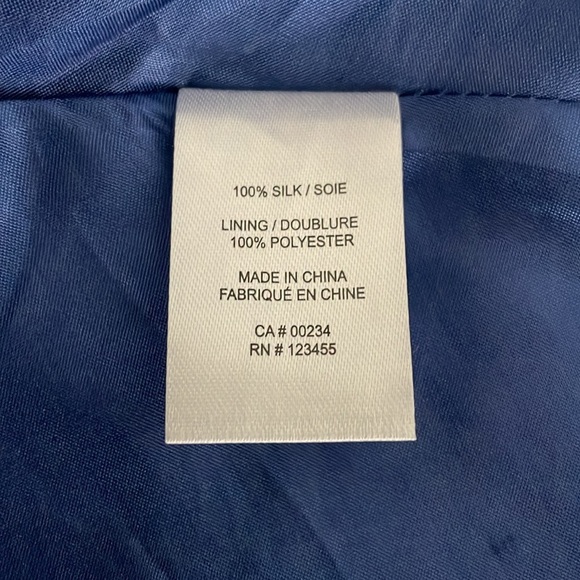 100% SILK / SOIE
LINING / DOUBLURE
100% POLYESTER
MADE IN CHINA
FABRIQUÉ EN CHINE
CA # 00234
RN # 123455